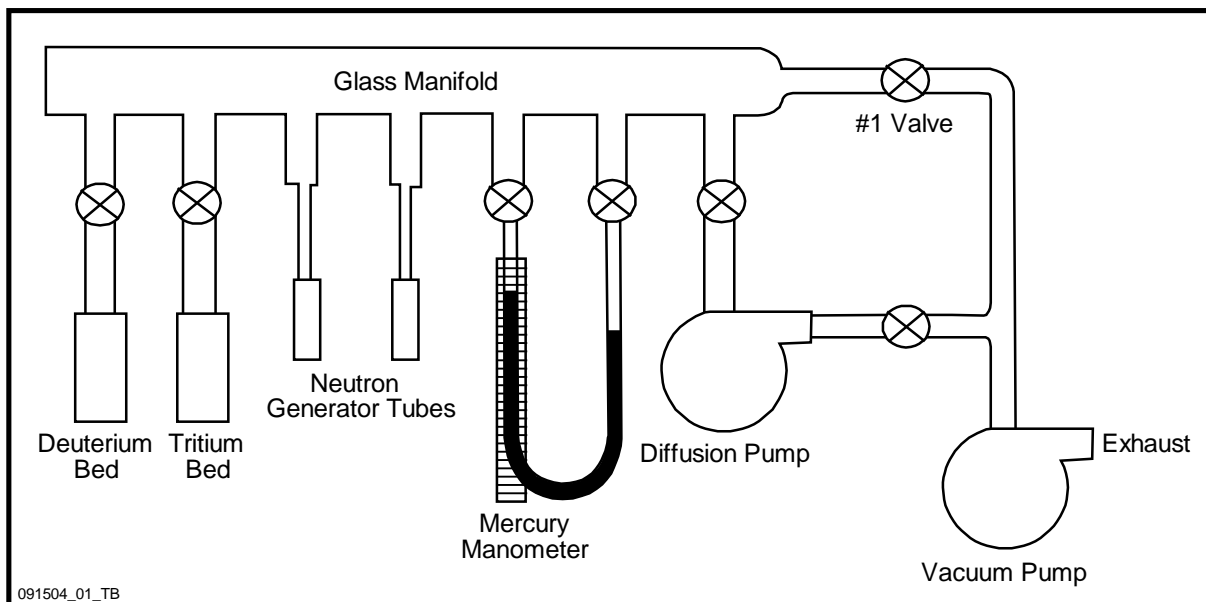 Glass Manifold
#1 Valve
Neutron
Generator Tubes
Deuterium
Bed
Tritium
Bed
Diffusion Pump
Exhaust
Mercury
Manometer
Vacuum Pump
091504_01_TB